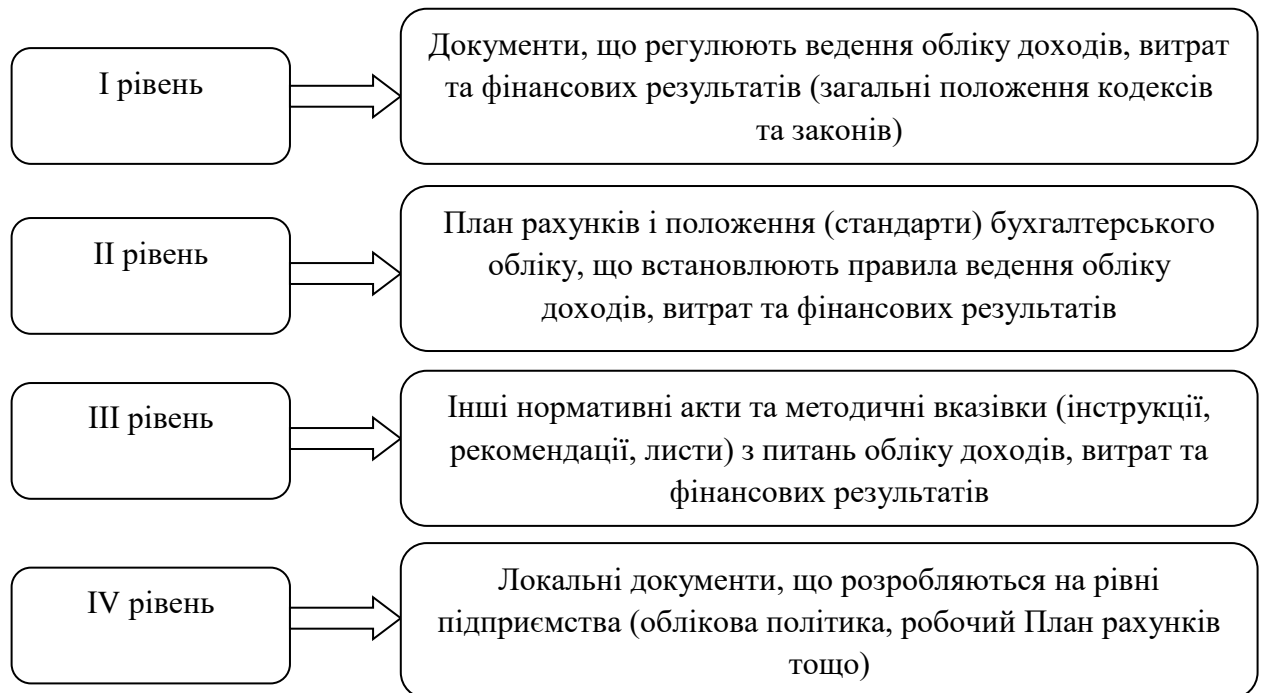 І рівень
Документи, що регулюють ведення обліку доходів, витрат
та фінансових результатів (загальні положення кодексів
та законів)
ІІ рівень
План рахунків і положення (стандарти) бухгалтерського
обліку, що встановлюють правила ведення обліку
доходів, витрат та фінансових результатів
ІІІ рівень
Інші нормативні акти та методичні вказівки (інструкції,
рекомендації, листи) з питань обліку доходів, витрат та
фінансових результатів
IV рівень
Локальні документи, що розробляються на рівні
підприємства (облікова політика, робочий План рахунків
тощо)